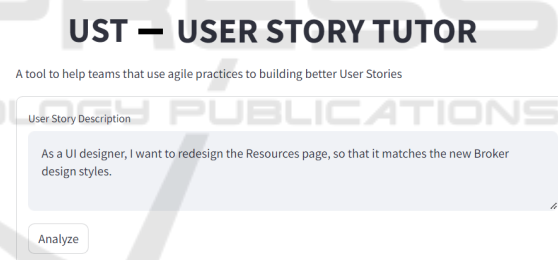 UST — USER STORY TUTOR
A tool to help teams that use agile practices to building better User Stories
User Story Description
As a UI designer, I want to redesign the Resources page, so that it matches the new Broker
design styles.
Analyze